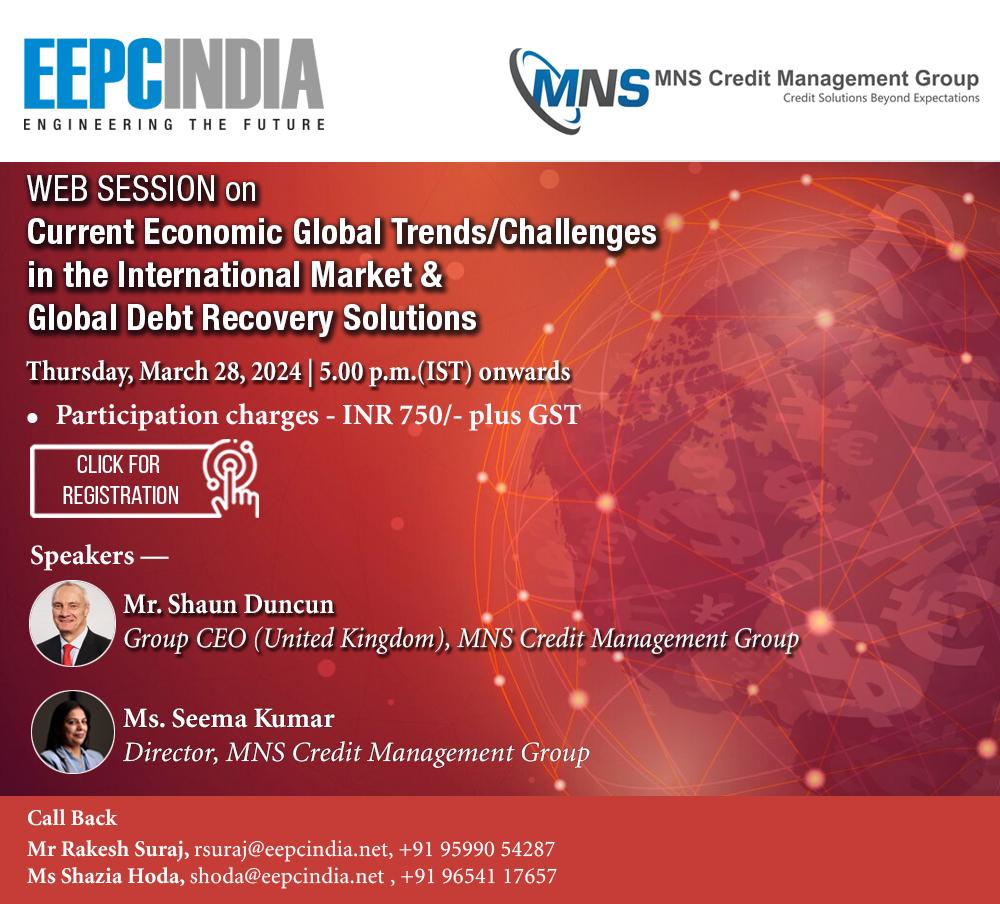 EEPCINDIA
ENGINEERING THE FUTURE
MNS
MNS Credit Management Group
Credit Solutions Beyond Expectations
WEB SESSION on
Current Economic Global Trends/Challenges
in the International Market &
Global Debt Recovery Solutions
Thursday, March 28, 2024 | 5.00 p.m.(IST) onwards
• Participation charges - INR 750/- plus GST
CLICK FOR
REGISTRATION
Speakers —
Mr. Shaun Duncun
Group CEO (United Kingdom), MNS Credit Management Group
Ms. Seema Kumar
Director, MNS Credit Management Group
Call Back
Mr Rakesh Suraj, rsuraj@eepcindia.net, +91 95990 54287
Ms Shazia Hoda, shoda@eepcindia.net , +91 96541 17657